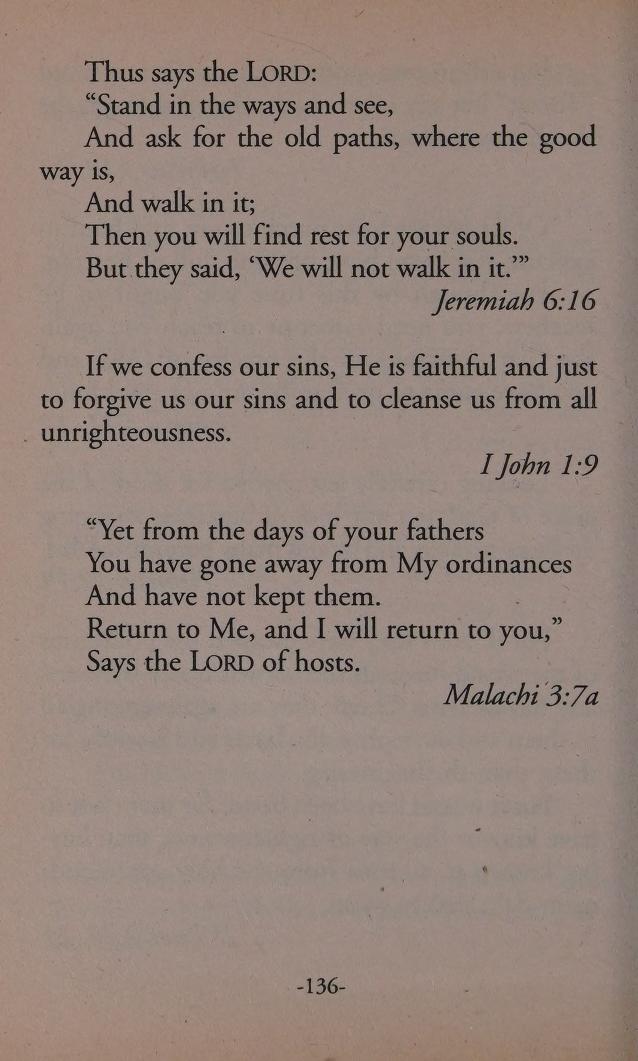 Thus says the LORD:
“Stand in the ways and see,
And ask for the old paths, where the good
way is,
And walk in it;
Then you will find rest for your souls.
But they said, ‘We will not walk in it.’”
Jeremiah 6:16
If we confess our sins, He is faithful and just
to forgive us our sins and to cleanse us from all
unrighteousness.
I John 1:9
“Yet from the days of your fathers
You have gone away from My ordinances
And have not kept them.
Return to Me, and I will return to you,”
Says the LORD of hosts.
Malachi 3:7a
-136-